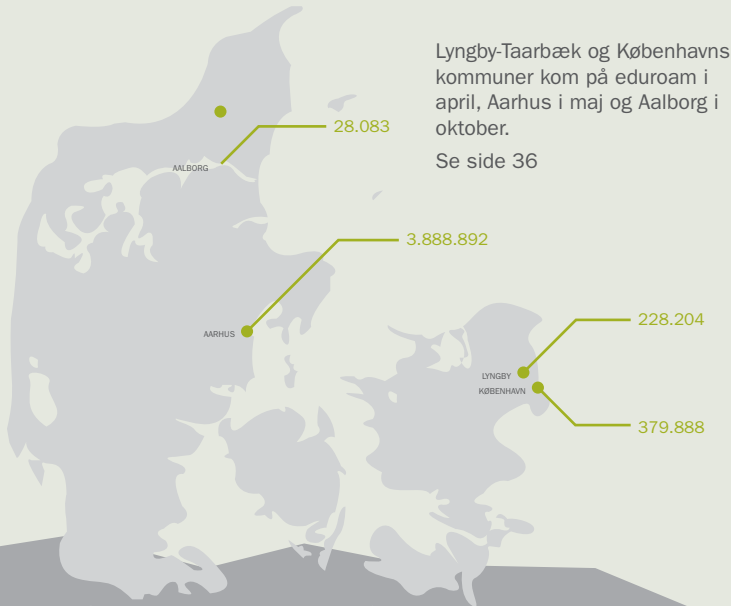 Lyngby-Taarbæk og Københavns
kommuner kom på eduroam i
april, Aarhus i maj og Aalborg i
oktober.
Se side 36
28.083
AALBORG
3.888.892
AARHUS
228.204
LYNGBY
KØBENHAVN
379.888